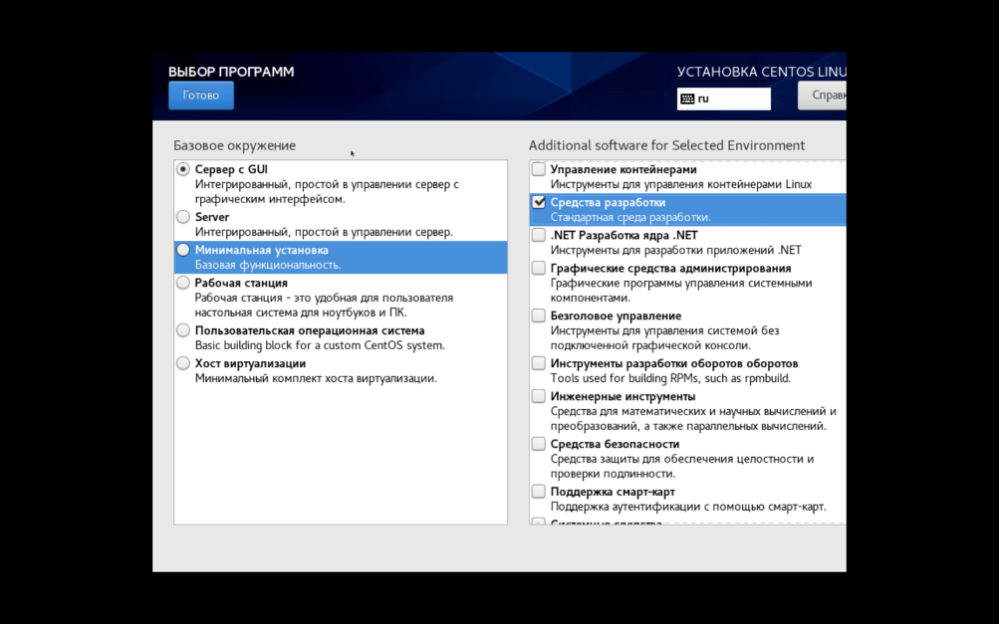 ВЫБОР ПРОГРАММ
УСТАНОВКА CENTOS LINU
Готово
ru
Справк
Базовое окружение
Сервер с GUI
Интегрированный, простой в управлении сервер с
графическим интерфейсом.
Server
Интегрированный, простой в управлении сервер.
Минимальная установка
Базовая функциональность.
Рабочая станция
Рабочая станция - это удобная для пользователя
настольная система для ноутбуков и ПК.
Пользовательская операционная система
Basic building block for a custom CentOS system.
Хост виртуализации
Минимальный комплект хоста виртуализации.
Additional software for Selected Environment
Управление контейнерами
Инструменты для управления контейнерами Linux
Средства разработки
Стандартная среда разработки.
.NET Разработка ядра .NET
Инструменты для разработки приложений .NET
Графические средства администрирования
Графические программы управления системными
компонентами.
Безголовое управление
Инструменты для управления системой без
подключенной графической консоли.
Инструменты разработки оборотов оборотов
Tools used for building RPMs, such as rpmbuild.
Инженерные инструменты
Средства для математических и научных вычислений и
преобразований, а также параллельных вычислений.
Средства безопасности
Средства защиты для обеспечения целостности и
проверки подлинности.
Поддержка смарт-карт
Поддержка аутентификации с помощью смарт-карт.
Системные средства